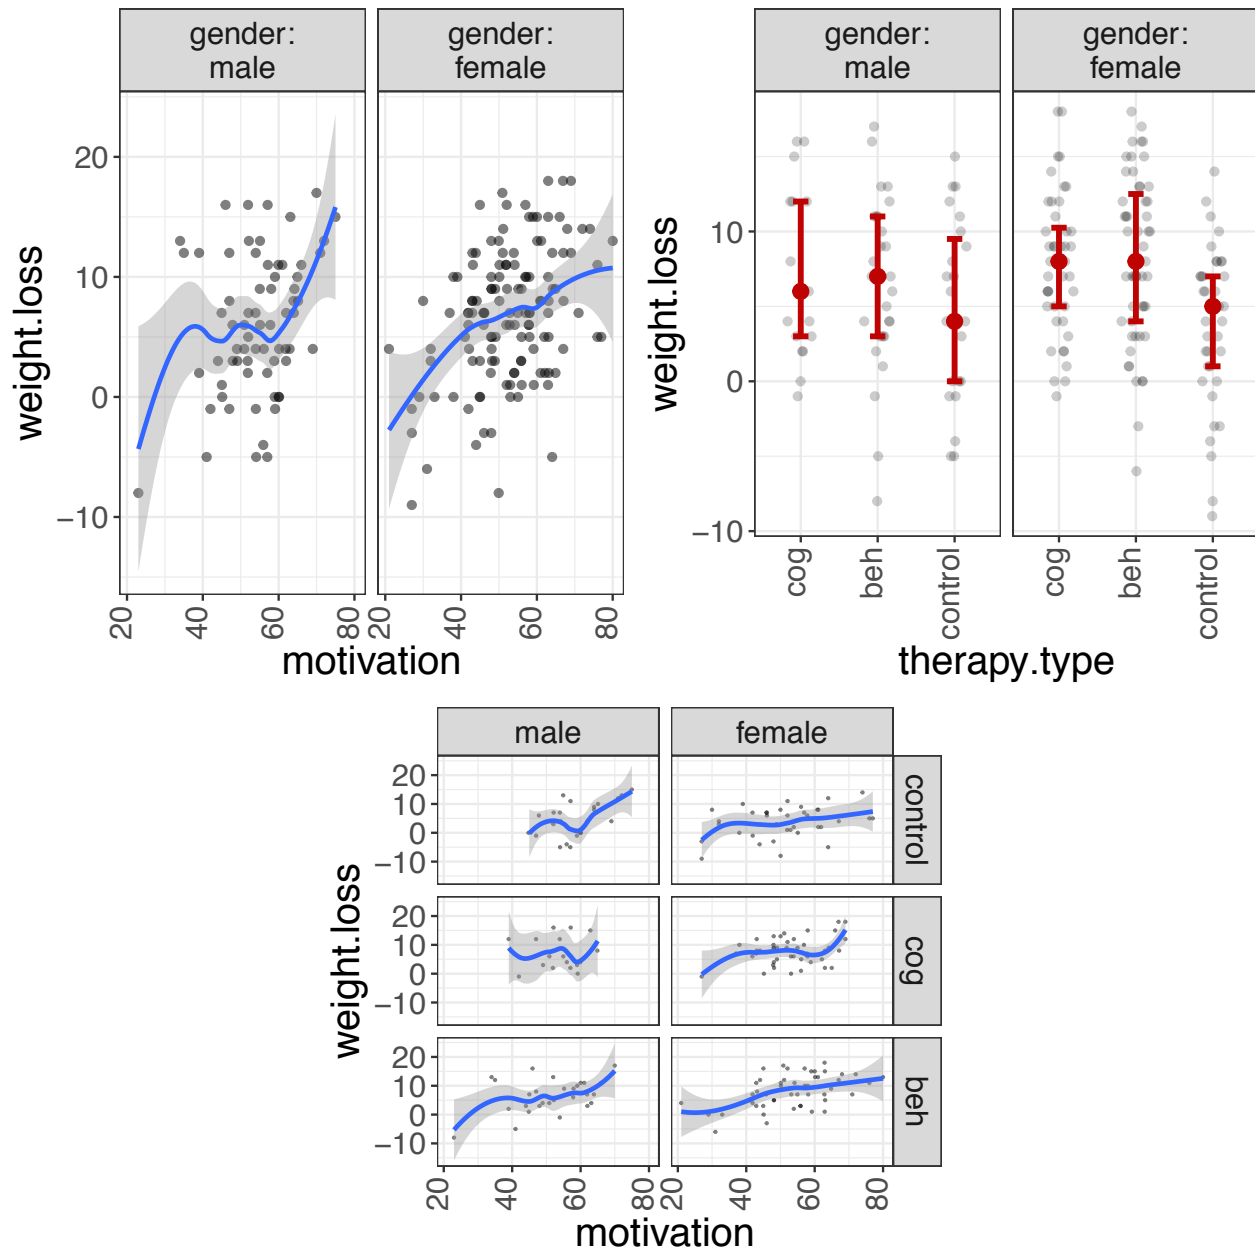 gender:
male
gender:
female
20
10
0
−10
weight.loss
20
40
60
80
20
40
60
80
motivation
gender:
male
gender:
female
10
0
−10
weight.loss
cog
beh
control
cog
beh
control
therapy.type
male
female
20
10
0
−10
control
20
10
0
−10
cog
20
10
0
−10
beh
weight.loss
20
40
60
80
20
40
60
80
motivation